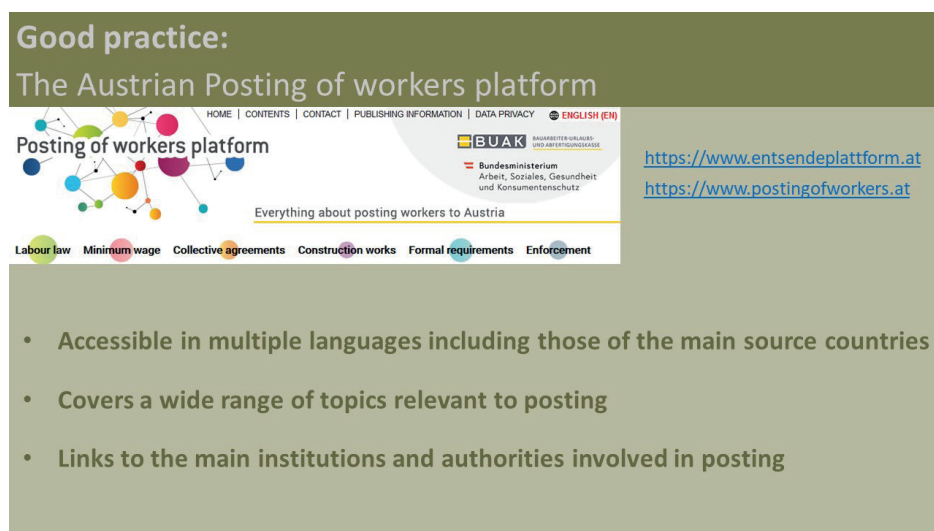 Good practice:
The Austrian Posting of workers platform
HOME | CONTENTS | CONTACT | PUBLISHING INFORMATION | DATA PRIVACY ENGLISH (EN)
Posting of workers platform
BUAK BAUARBEITER-URLAUBS-
UND ABFERTIGUNGSKASSE
Bundesministerium
Arbeit, Soziales, Gesundheit
und Konsumentenschutz
https://www.entsendeplattform.at
https://www.postingofworkers.at
Everything about posting workers to Austria
Labour law Minimum wage Collective agreements Construction works Formal requirements Enforcement
• Accessible in multiple languages including those of the main source countries
• Covers a wide range of topics relevant to posting
• Links to the main institutions and authorities involved in posting